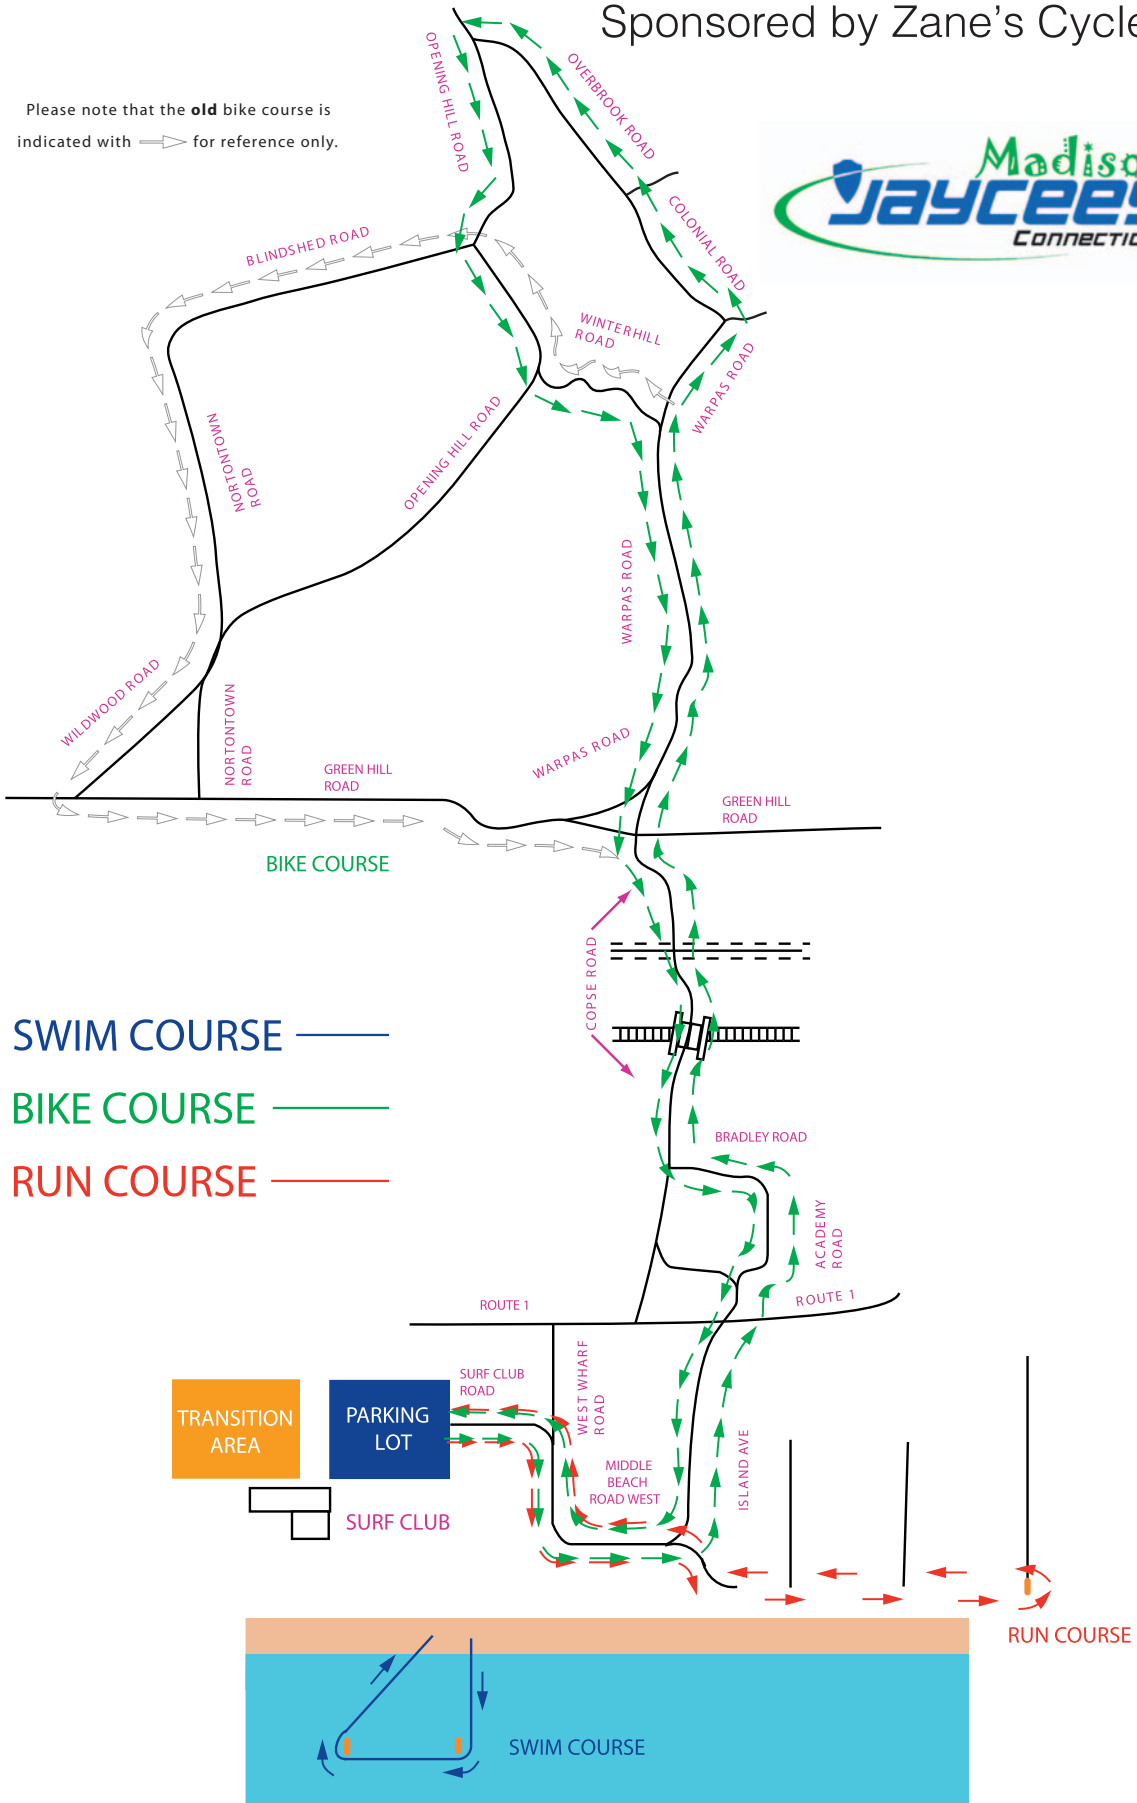 Sponsored by Zane's Cycle
Please note that the old bike course is
indicated with for reference only.
OPENING HILL ROAD
OVERBROOK ROAD
Madiso
Jaycees
Connectic
COLONIAL ROAD
BLINDSHED ROAD
WINTERHILL
ROAD
WARPAS ROAD
NORTONTOWN
ROAD
OPENING HILL ROAD
WARPAS ROAD
WILDWOOD ROAD
NORTONTOWN
ROAD
WARPAS ROAD
GREEN HILL
ROAD
GREEN HILL
ROAD
BIKE COURSE
COPSE ROAD
SWIM COURSE
BIKE COURSE
RUN COURSE
BRADLEY ROAD
ACADEMY
ROAD
ROUTE 1
ROUTE 1
SURF CLUB
ROAD
WEST WHARF
ROAD
TRANSITION
AREA
PARKING
LOT
MIDDLE
BEACH
ROAD WEST
ISLAND AVE
SURF CLUB
RUN COURSE
SWIM COURSE